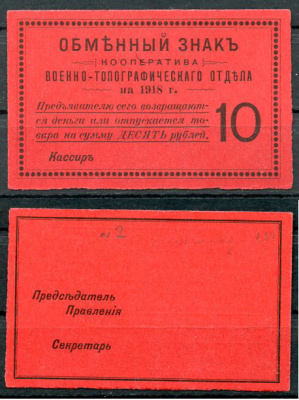 ОБМѢННЫЙ ЗНАКЪ
КООПЕРАТИВА
ВОЕННО-ТОПОГРАФИЧЕСКАГО ОТДѢЛА
на 1918 г.
Предъявителю сего возвращают-
ся деньги или отпускается то-
вара на сумму ДЕСЯТЬ рублей.
10
Кассиръ
Предсѣдатель
Правленія
Секретарь